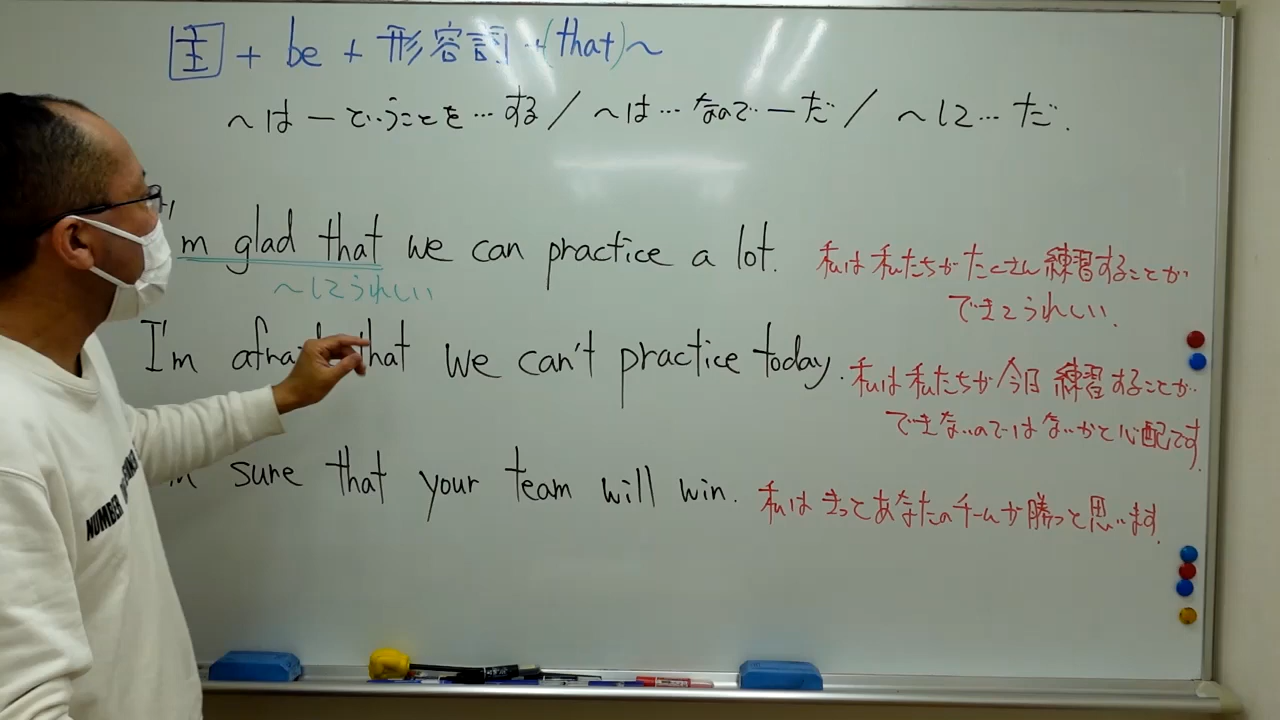 主 + be + 形容詞 + (that) ~
~は ー ということを … する / ~は … なので ー だ / ~して … だ.
I'm glad that we can practice a lot. 私は 私たちが たくさん 練習することが
できてうれしい.
~してうれしい
I'm afraid that we can't practice today. 私は 私たちが 今日 練習することが
できないのではないかと心配です.
sure that your team will win. 私は きっと あなたのチームが勝つと思います.
NUMBER